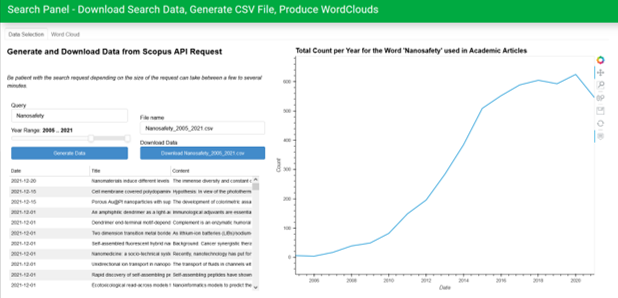 Search Panel - Download Search Data, Generate CSV File, Produce WordClouds
Data Selection Word Cloud
Generate and Download Data from Scopus API Request
Be patient with the search request depending on the size of the request can take between a few to several
minutes.
Query
Nanosafety
Year Range: 2005 .. 2021
Generate Data
File name
Nanosafety_2005_2021.csv
Download Data
Download Nanosafety_2005_2021.csv
Date Title Content
2021-12-20 Nanomaterials induce different levels The immense diversity and constant
2021-12-15 Cell membrane covered polydopamin Hypothesis: In view of the photothern
2021-12-15 Porous Au@Pt nanoparticles with sup The development of colorimetric assa
2021-12-01 An amphiphilic dendrimer as a light-a Immunological adjuvants are essentia
2021-12-01 Dendrimer end-terminal motif-depend Complement is an enzymatic humoral
2021-12-01 Two dimension transition metal boride As lithium-ion batteries (LIBs)/sodium-
2021-12-01 Self-assembled fluorescent hybrid na Background: Cancer synergistic thera
2021-12-01 Nanomedicine: a socio-technical syst Recently, nanotechnology has put for
2021-12-01 Unidirectional ion transport in nanopo The transport of fluids in channels wit
2021-12-01 Rapid discovery of self-assembling pe Self-assembling peptides have shown
2021-12-01 Ecotoxicological read-across models f Nanoinformatics models to predict the
Total Count per Year for the Word 'Nanosafety' used in Academic Articles
Count
600
500
400
300
200
100
0
2006 2008 2010 2012 2014 2016 2018 2020
Date